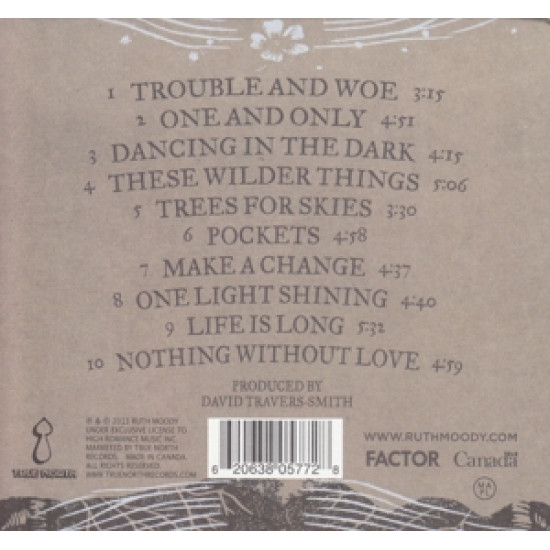 1 TROUBLE AND WOE 3:15
2 ONE AND ONLY 4:51
3 DANCING IN THE DARK 4:15
4 THESE WILDER THINGS 5:06
5 TREES FOR SKIES 3:30
6 POCKETS 4:58
7 MAKE A CHANGE 4:37
8 ONE LIGHT SHINING 4:40
9 LIFE IS LONG 5:32
10 NOTHING WITHOUT LOVE 4:59
PRODUCED BY
DAVID TRAVERS-SMITH
TRUE NORTH
℗ & © 2013 RUTH MOODY
UNDER EXCLUSIVE LICENSE TO
HIGH ROMANCE MUSIC INC.
MARKETED BY TRUE NORTH
RECORDS. MADE IN CANADA.
ALL RIGHTS RESERVED.
WWW.TRUENORTHRECORDS.COM
6 20638 05772 8
WWW.RUTHMOODY.COM
FACTOR Canada